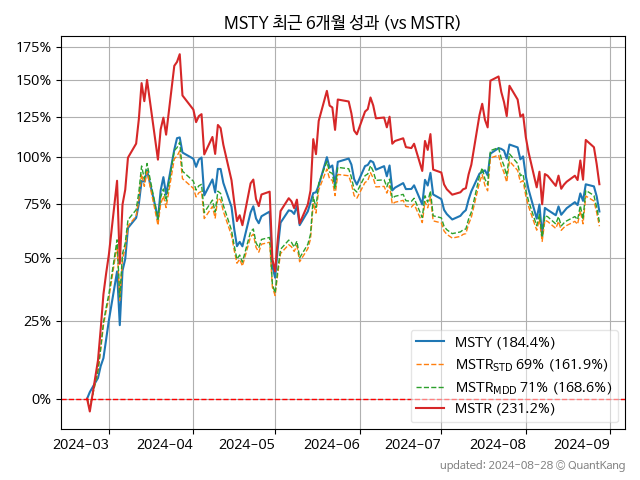 MSTY 최근 6개월 성과 (vs MSTR)
175%
150%
125%
100%
75%
50%
25%
0%
MSTY (184.4%)
MSTR_STD 69% (161.9%)
MSTR_MDD 71% (168.6%)
MSTR (231.2%)
2024-03 2024-04 2024-05 2024-06 2024-07 2024-08 2024-09
updated: 2024-08-28 © QuantKang